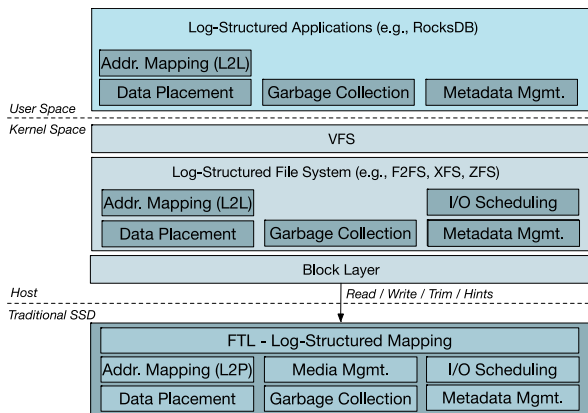 Log-Structured Applications (e.g., RocksDB)
Addr. Mapping (L2L)
Data Placement Garbage Collection Metadata Mgmt.
User Space
Kernel Space
VFS
Log-Structured File System (e.g., F2FS, XFS, ZFS)
Addr. Mapping (L2L) I/O Scheduling
Data Placement Garbage Collection Metadata Mgmt.
Block Layer
Host Read / Write / Trim / Hints
Traditional SSD
FTL - Log-Structured Mapping
Addr. Mapping (L2P) Media Mgmt. I/O Scheduling
Data Placement Garbage Collection Metadata Mgmt.